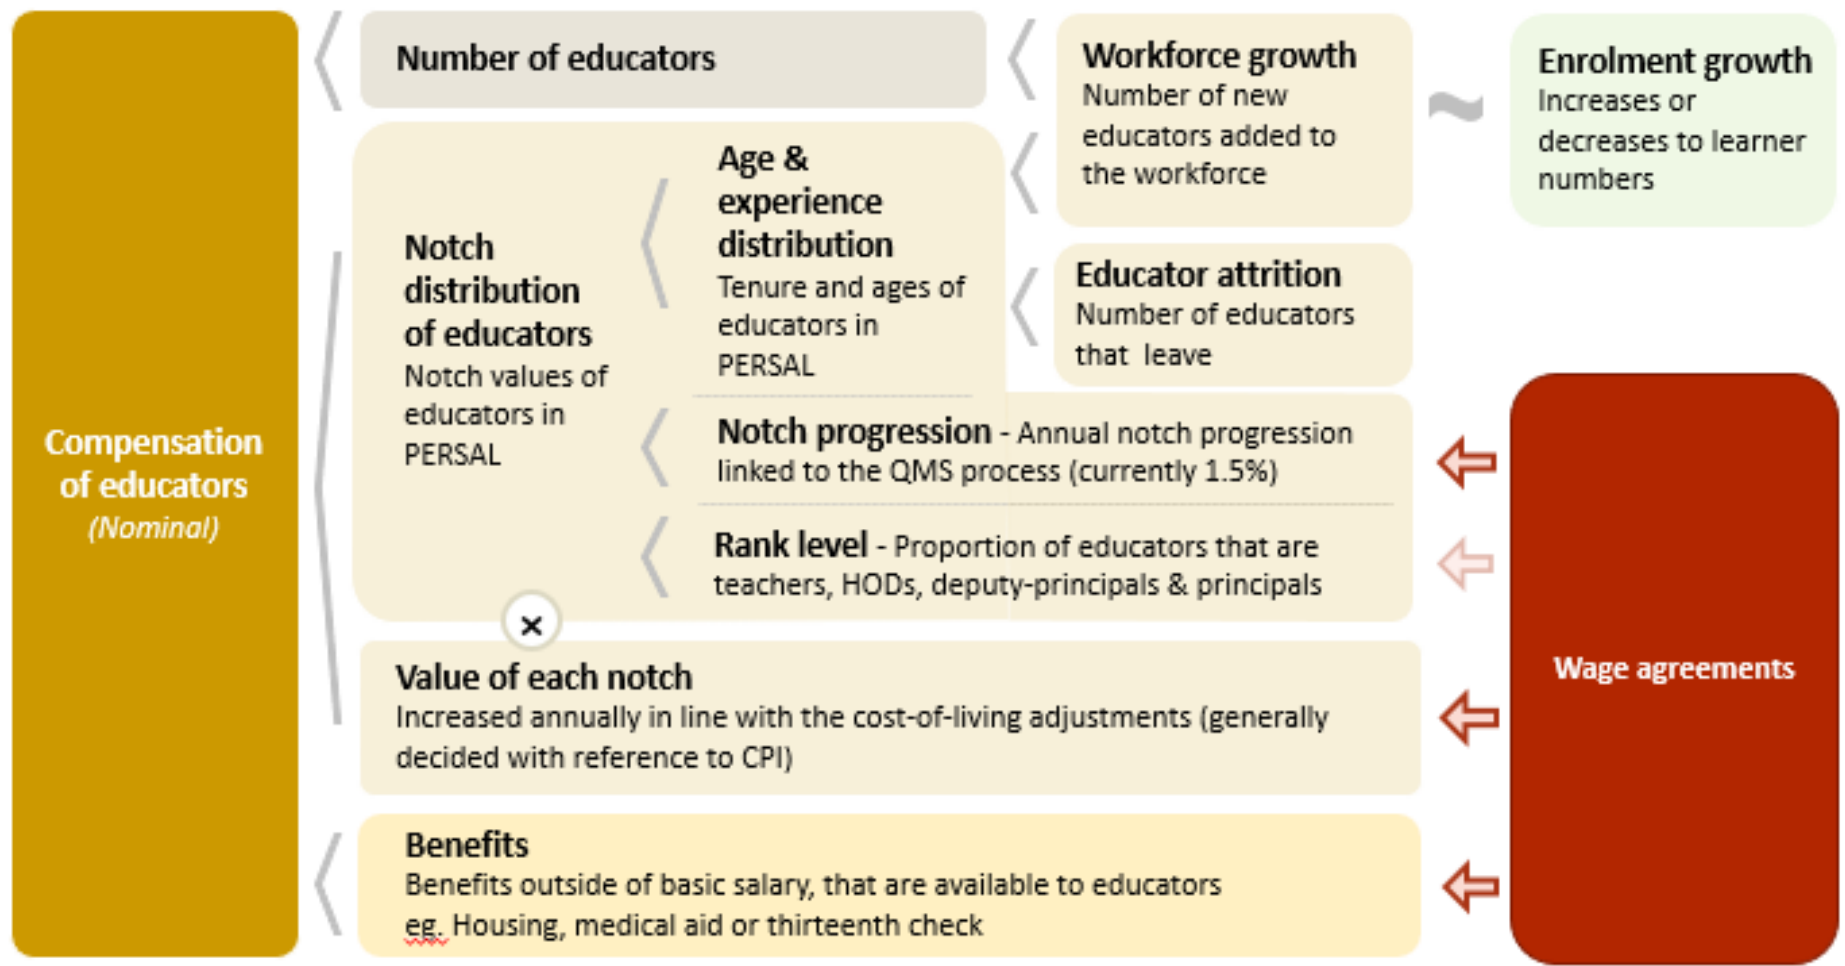 Compensation
of educators
(Nominal)
Number of educators
Workforce growth
Number of new
educators added to
the workforce
~
Enrolment growth
Increases or
decreases to learner
numbers
Notch
distribution
of educators
Notch values of
educators in
PERSAL
Age &
experience
distribution
Tenure and ages of
educators in
PERSAL
Educator attrition
Number of educators
that leave
Notch progression - Annual notch progression
linked to the QMS process (currently 1.5%)
Rank level - Proportion of educators that are
teachers, HODs, deputy-principals & principals
×
Value of each notch
Increased annually in line with the cost-of-living adjustments (generally
decided with reference to CPI)
Benefits
Benefits outside of basic salary, that are available to educators
eg. Housing, medical aid or thirteenth check
Wage agreements